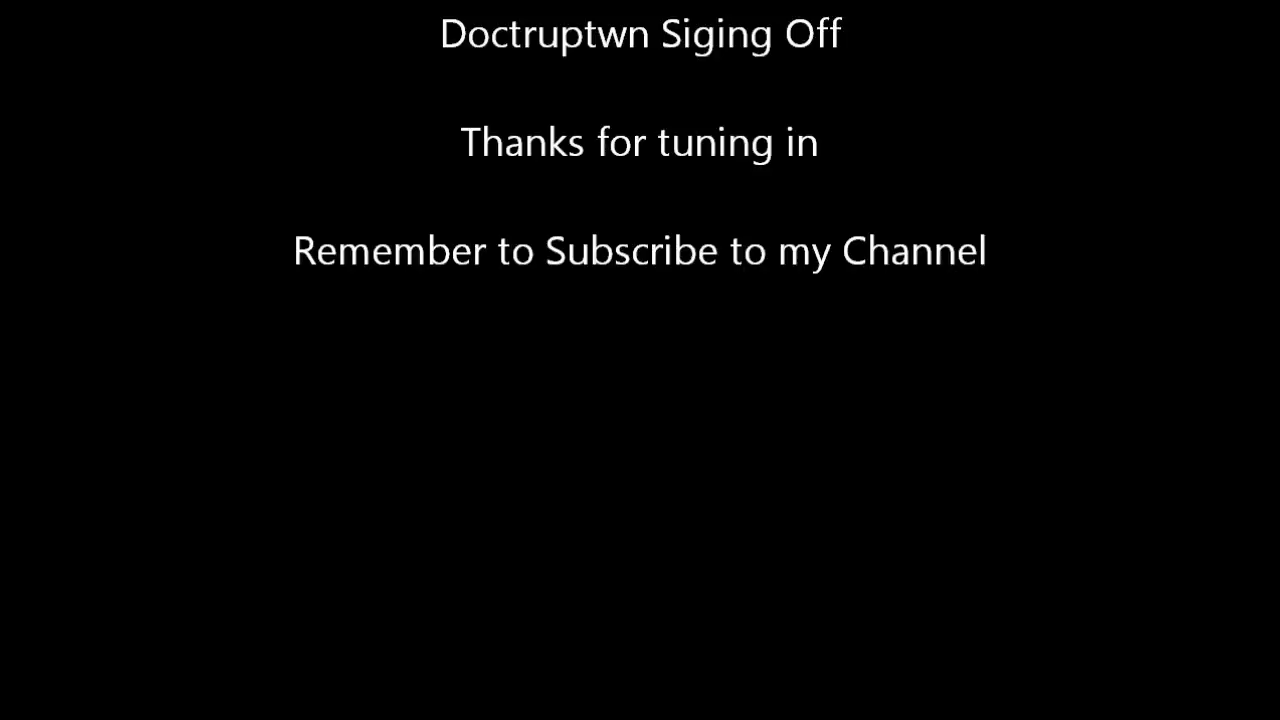 Doctruptwn Siging Off
Thanks for tuning in
Remember to Subscribe to my Channel